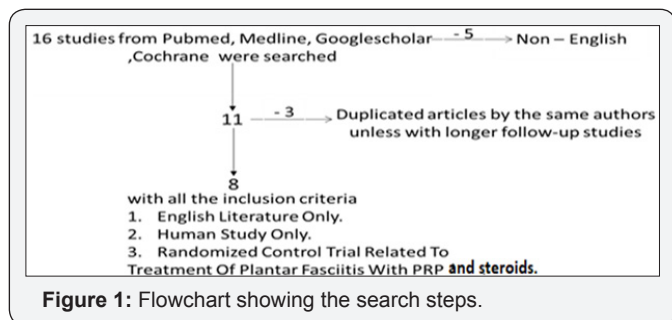 16 studies from Pubmed, Medline, Googlescholar - 5 Non – English
,Cochrane were searched
11 - 3 Duplicated articles by the same authors
unless with longer follow-up studies
8
with all the inclusion criteria
1. English Literature Only.
2. Human Study Only.
3. Randomized Control Trial Related To
Treatment Of Plantar Fasciitis With PRP and steroids.
Figure 1: Flowchart showing the search steps.